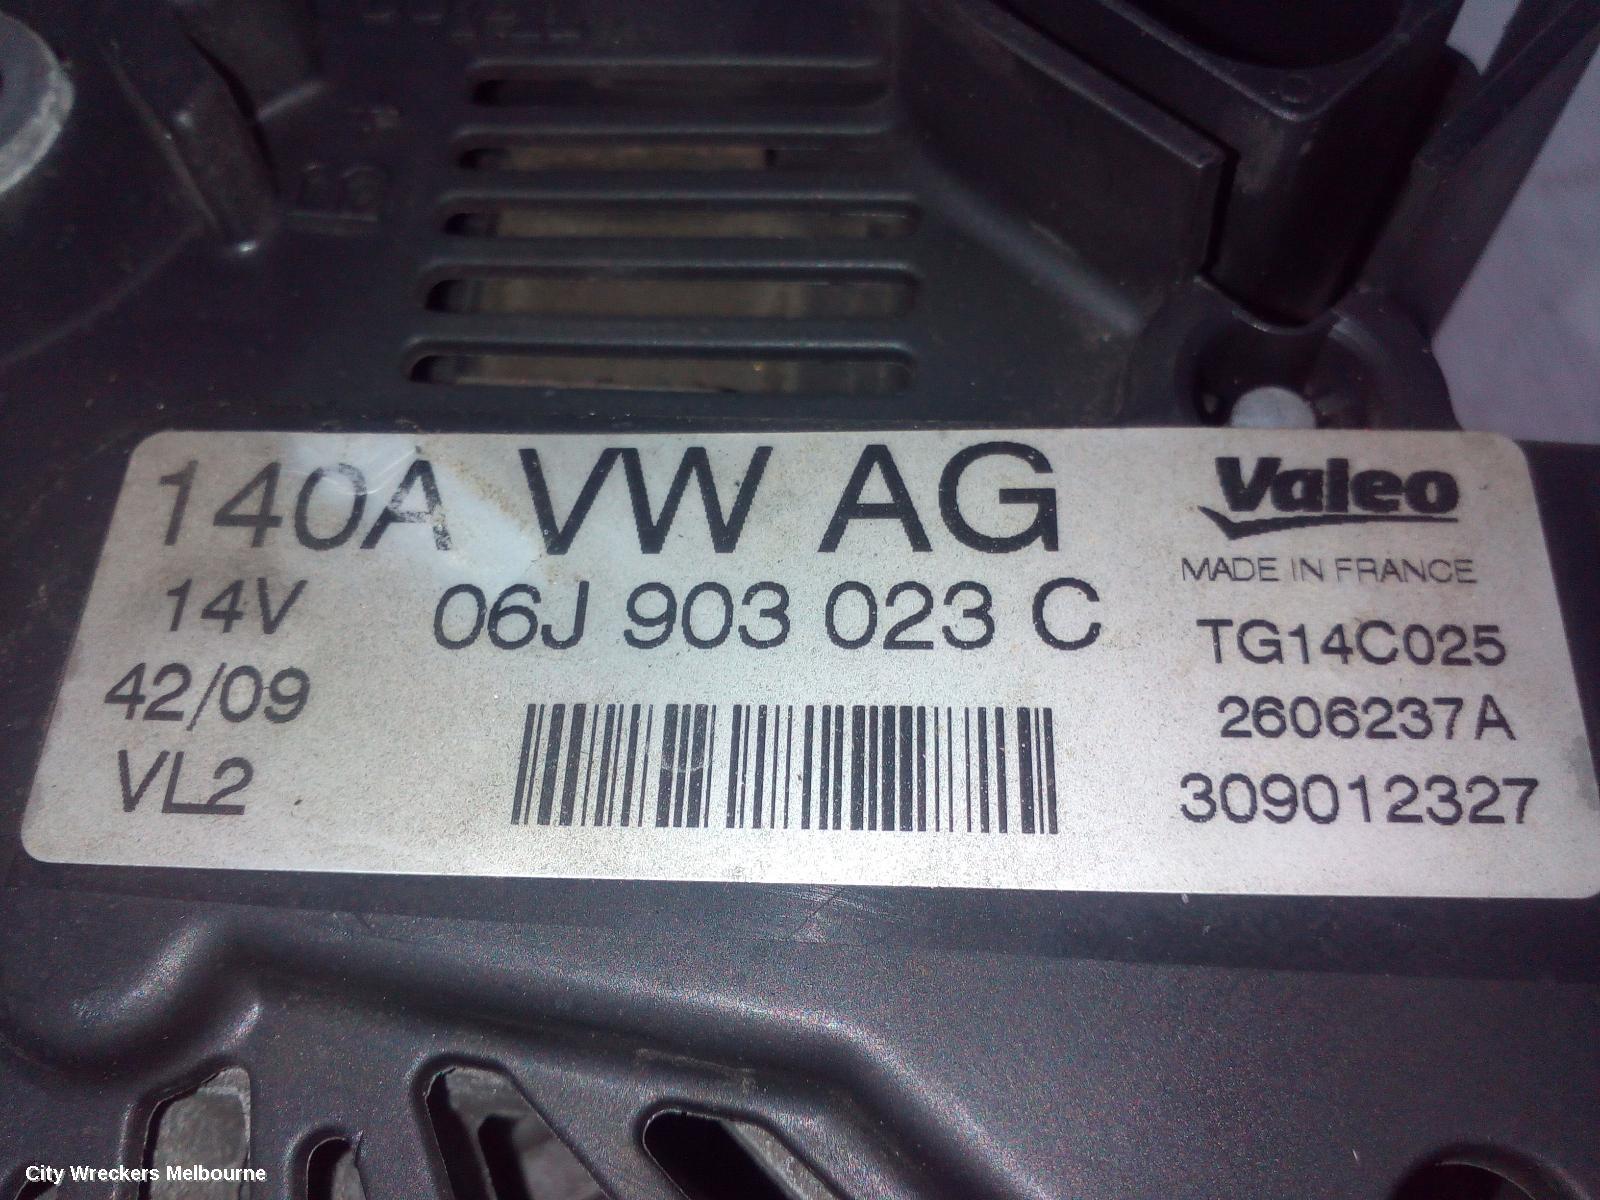 140A VW AG Valeo
MADE IN FRANCE
14V 06J 903 023 C TG14C025
42/09 2606237A
VL2 309012327
City Wreckers Melbourne